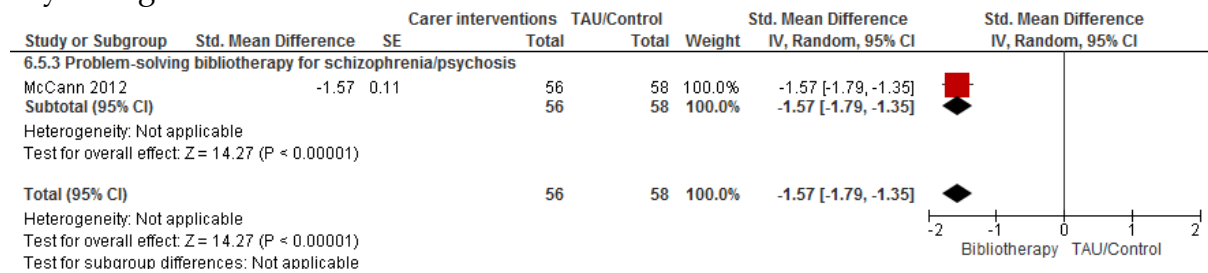 Carer interventions TAU/Control Std. Mean Difference Std. Mean Difference
Study or Subgroup Std. Mean Difference SE Total Total Weight IV, Random, 95% CI IV, Random, 95% CI
6.5.3 Problem-solving bibliotherapy for schizophrenia/psychosis
McCann 2012 -1.57 0.11 56 58 100.0% -1.57 [-1.79, -1.35]
Subtotal (95% CI) 56 58 100.0% -1.57 [-1.79, -1.35]
Heterogeneity: Not applicable
Test for overall effect: Z = 14.27 (P < 0.00001)
Total (95% CI) 56 58 100.0% -1.57 [-1.79, -1.35]
Heterogeneity: Not applicable
Test for overall effect: Z = 14.27 (P < 0.00001)
Test for subgroup differences: Not applicable
-2 -1 0 1 2
Bibliotherapy TAU/Control